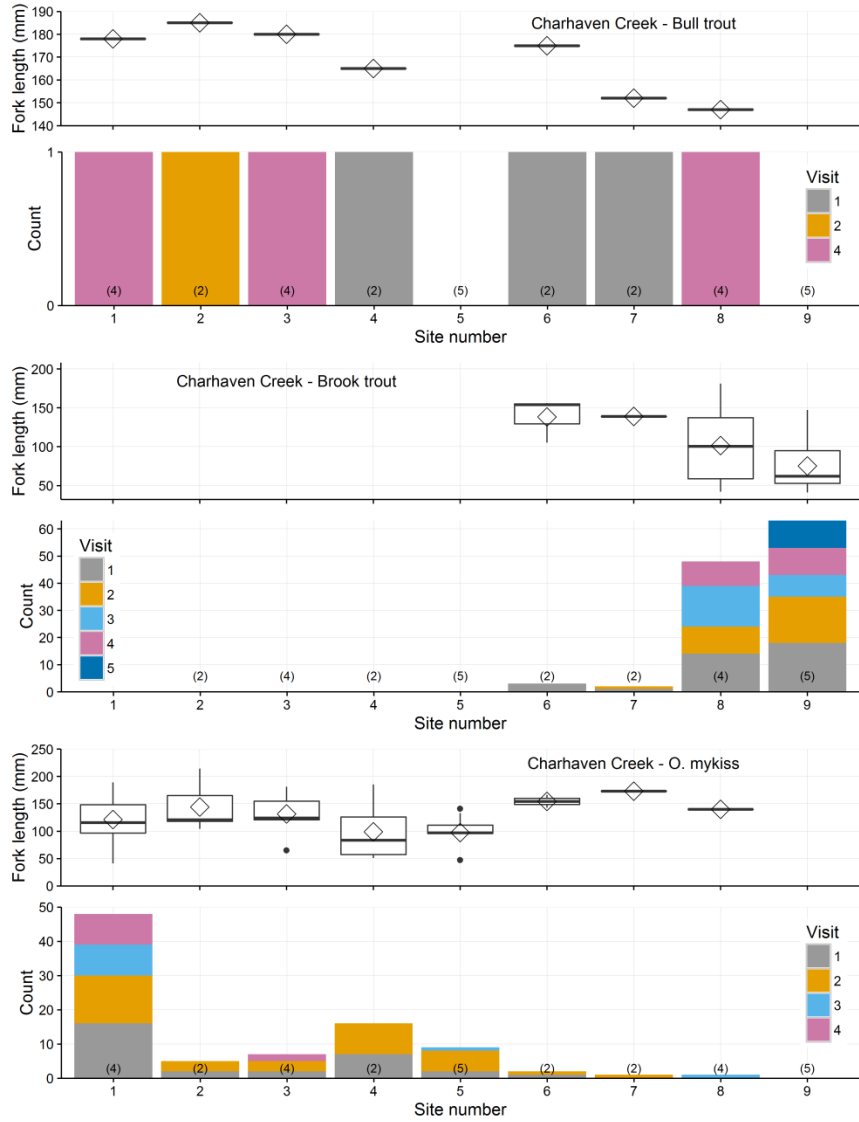 Charhaven Creek - Bull trout
Fork length (mm)
190
180
170
160
150
140
Count
1
0
Visit
1
2
4
(4) (2) (4) (2) (5) (2) (2) (4) (5)
1 2 3 4 5 6 7 8 9
Site number
Charhaven Creek - Brook trout
Fork length (mm)
200
150
100
50
Count
60
50
40
30
20
10
0
Visit
1
2
3
4
5
(2) (4) (2) (5) (2) (2) (4) (5)
1 2 3 4 5 6 7 8 9
Site number
Charhaven Creek - O. mykiss
Fork length (mm)
250
200
150
100
50
0
Count
50
40
30
20
10
0
Visit
1
2
3
4
(4) (2) (4) (2) (5) (2) (2) (4) (5)
1 2 3 4 5 6 7 8 9
Site number